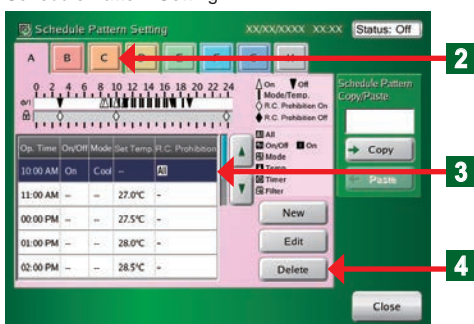 Schedule Pattern Setting XX/XX/XXXX XX:XX Status: Off
A B C
2
0 2 4 6 8 10 12 14 16 18 20 22 24
On Off
Mode/Temp.
R.C. Prohibition On
R.C. Prohibition Off
All
On/Off On
Mode
Temp.
Timer
Filter
Schedule Pattern
Copy/Paste
Copy
Paste
Op. Time On/Off Mode Set Temp. R.C. Prohibition
10:00 AM On Cool -- All
11:00 AM -- -- 27.0°C -
00:00 PM -- -- 27.5°C -
01:00 PM -- -- 28.0°C -
02:00 PM -- -- 28.5°C -
3
New
Edit
Delete
4
Close